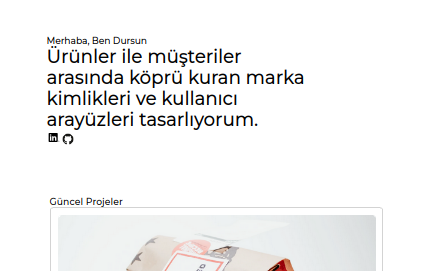 Merhaba, Ben Dursun
Ürünler ile müşteriler
arasında köprü kuran marka
kimlikleri ve kullanıcı
arayüzleri tasarlıyorum.
Güncel Projeler